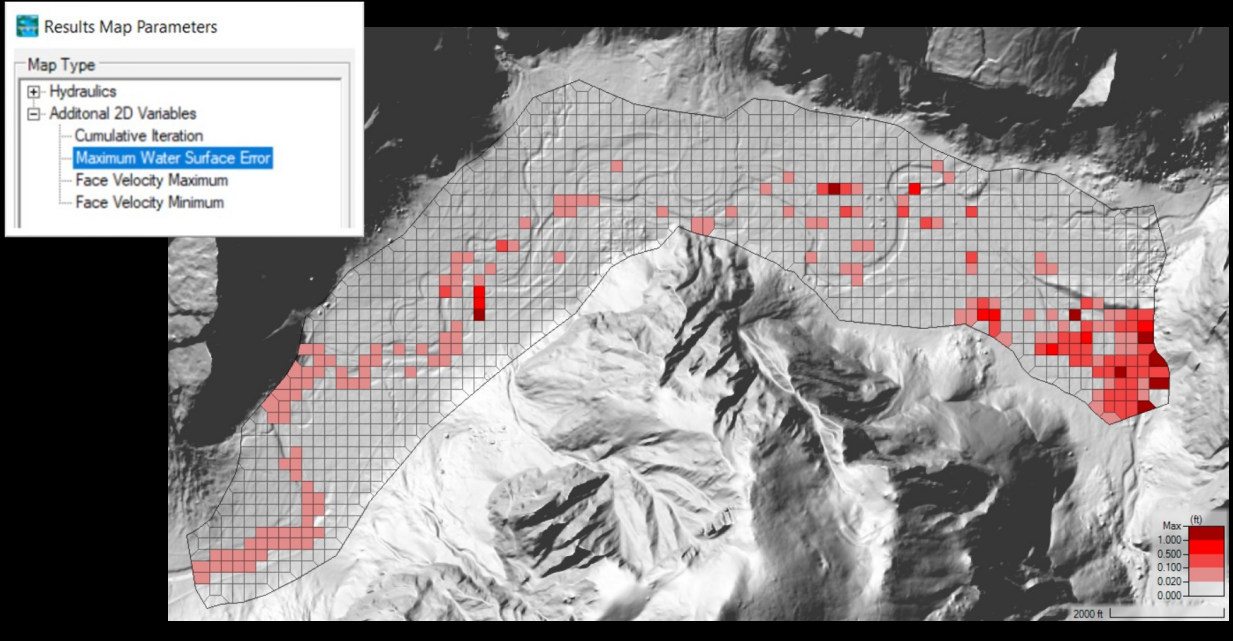 Results Map Parameters
Map Type
Hydraulics
Additonal 2D Variables
Cumulative Iteration
Maximum Water Surface Error
Face Velocity Maximum
Face Velocity Minimum
(ft)
Max
1.000
0.500
0.100
0.020
0.000
2000 ft